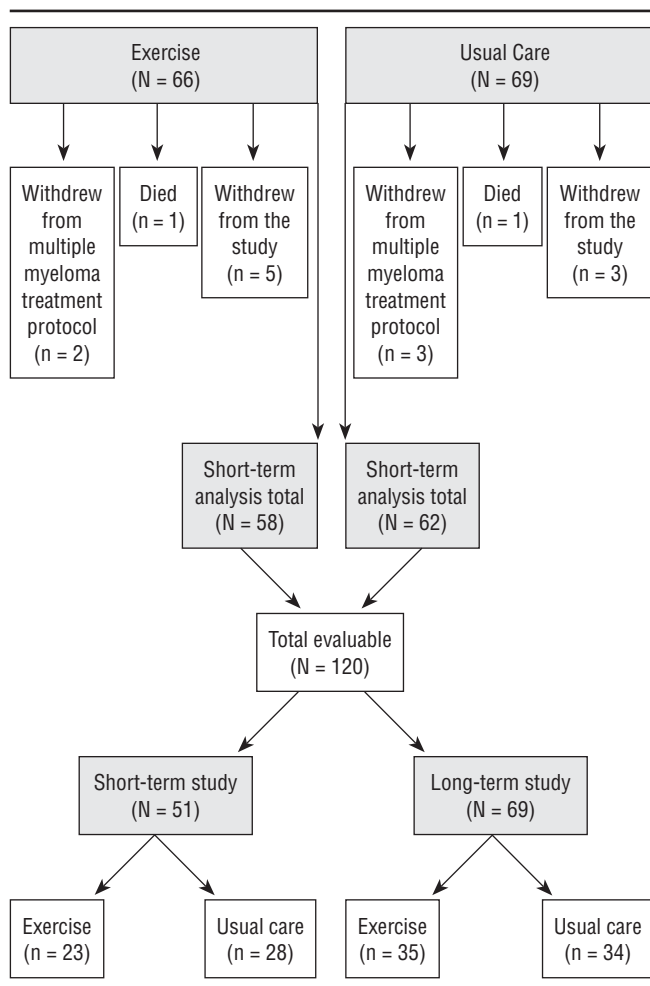 Exercise
(N = 66)
Usual Care
(N = 69)
Withdrew
from
multiple
myeloma
treatment
protocol
(n = 2)
Died
(n = 1)
Withdrew
from the
study
(n = 5)
Withdrew
from
multiple
myeloma
treatment
protocol
(n = 3)
Died
(n = 1)
Withdrew
from the
study
(n = 3)
Short-term
analysis total
(N = 58)
Short-term
analysis total
(N = 62)
Total evaluable
(N = 120)
Short-term study
(N = 51)
Long-term study
(N = 69)
Exercise
(n = 23)
Usual care
(n = 28)
Exercise
(n = 35)
Usual care
(n = 34)